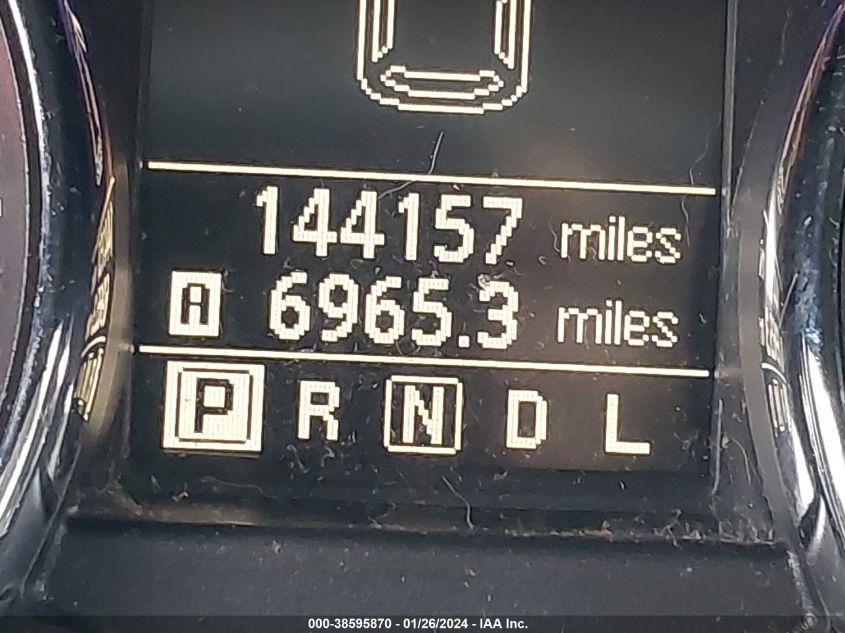 144157 miles
A 6965.3 miles
P R N D L
000-38595870 - 01/26/2024 - IAA Inc.